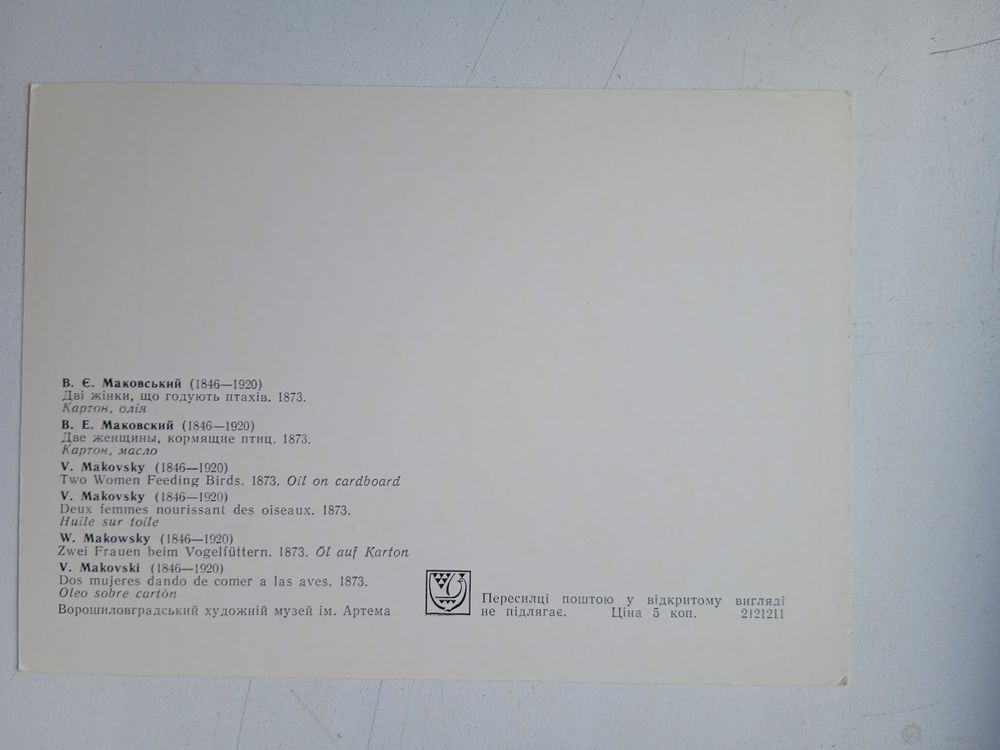 В. Є. Маковський (1846—1920)
Дві жінки, що годують птахів. 1873.
Картон, олія
В. Е. Маковский (1846—1920)
Две женщины, кормящие птиц. 1873.
Картон, масло
V. Makovsky (1846—1920)
Two Women Feeding Birds. 1873. Oil on cardboard
V. Makovsky (1846—1920)
Deux femmes nourissant des oiseaux. 1873.
Huile sur toile
W. Makowsky (1846—1920)
Zwei Frauen beim Vogelfüttern. 1873. Öl auf Karton
V. Makovski (1846—1920)
Dos mujeres dando de comer a las aves. 1873.
Oleo sobre cartón
Ворошиловградський художній музей ім. Артема
Пересилці поштою у відкритому вигляді
не підлягає. Ціна 5 коп. 2121211